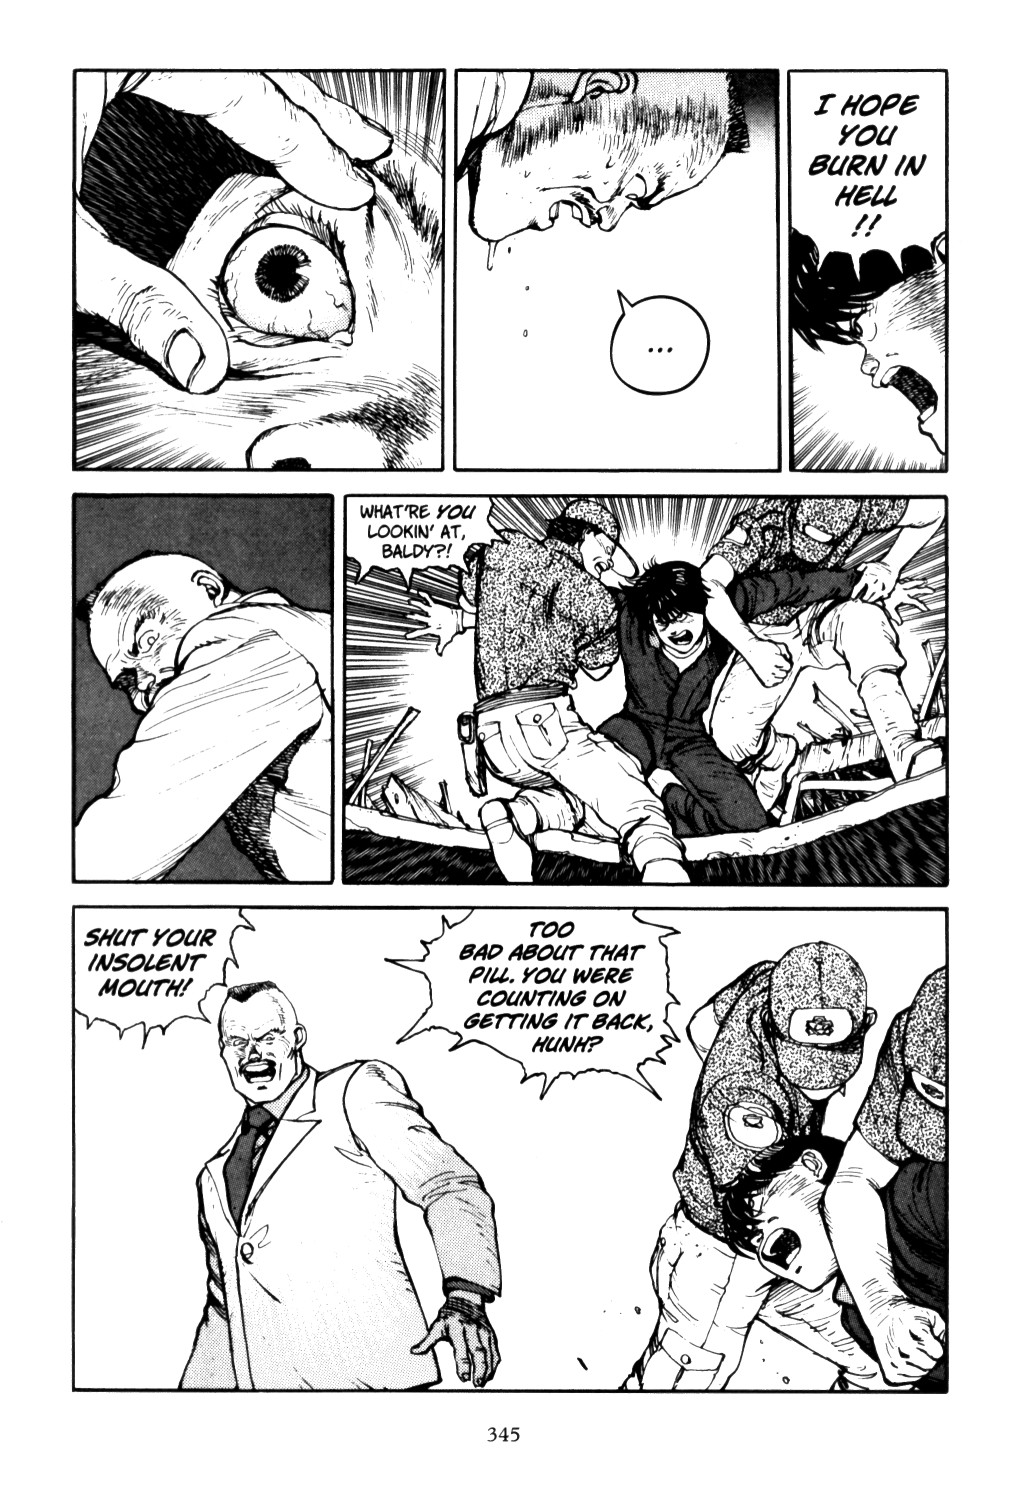 I HOPE
YOU
BURN IN
HELL
!!
...
WHAT'RE YOU
LOOKIN' AT,
BALDY?!
SHUT YOUR
INSOLENT
MOUTH!
TOO
BAD ABOUT THAT
PILL. YOU WERE
COUNTING ON
GETTING IT BACK,
HUNH?
345